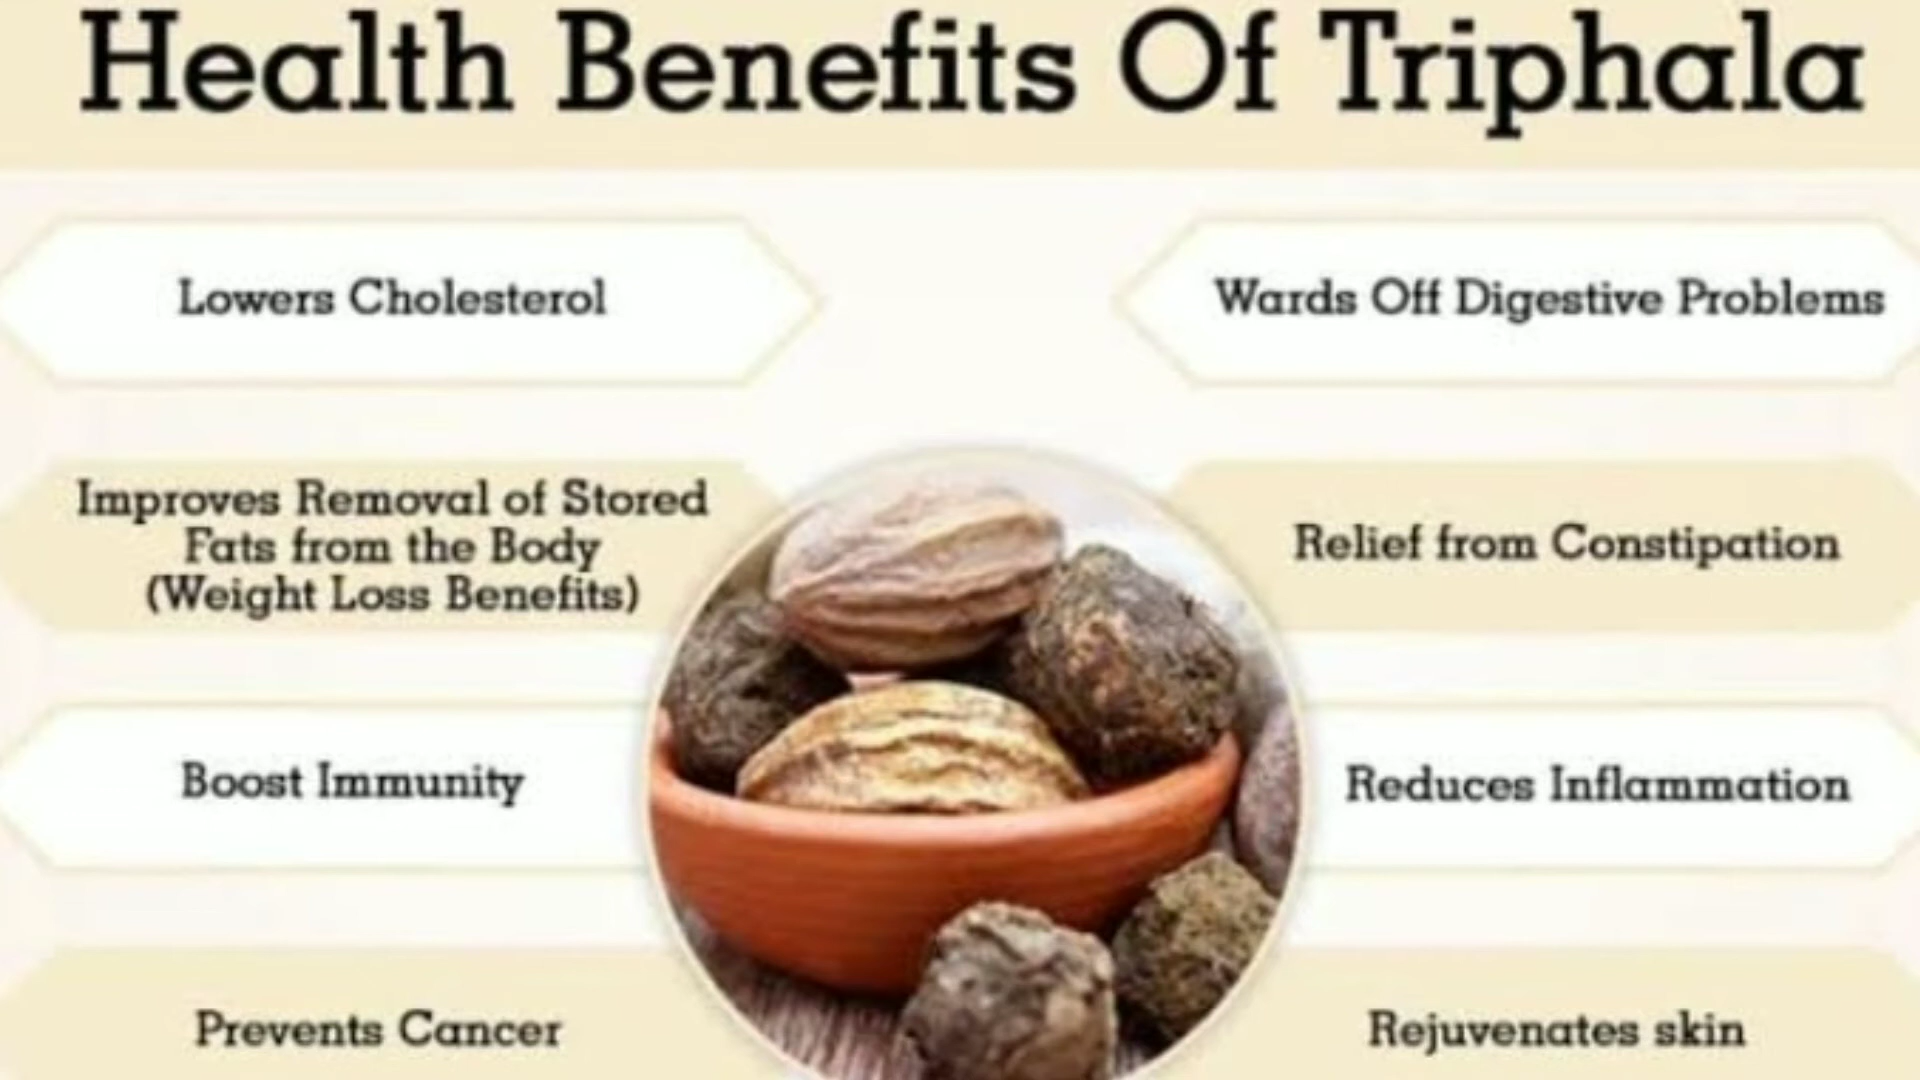 Health Benefits Of Triphala
Lowers Cholesterol
Wards Off Digestive Problems
Improves Removal of Stored
Fats from the Body
(Weight Loss Benefits)
Relief from Constipation
Boost Immunity
Reduces Inflammation
Prevents Cancer
Rejuvenates skin